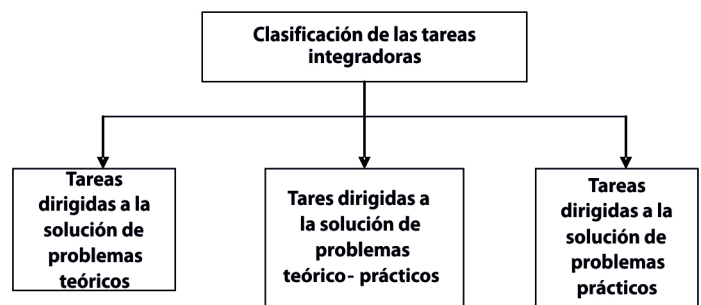 Clasificación de las tareas
integradoras
Tareas
dirigidas a la
solución de
problemas
teóricos
Tares dirigidas a
la solución de
problemas
teórico- prácticos
Tareas
dirigidas a la
solución de
problemas
prácticos